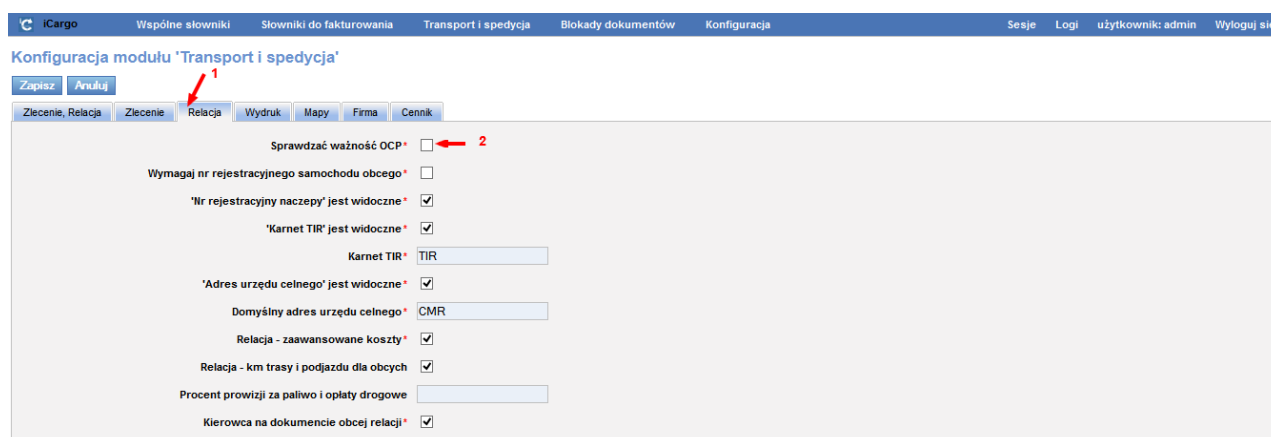 iCargo Wspólne słowniki Słowniki do fakturowania Transport i spedycja Blokady dokumentów Konfiguracja Sesje Logi użytkownik: admin Wyloguj się
Konfiguracja modułu 'Transport i spedycja'
1
Zapisz Anuluj
Zlecenie, Relacja Zlecenie Relacja Wydruk Mapy Firma Cennik
Sprawdzać ważność OCP* 2
Wymagaj nr rejestracyjnego samochodu obcego*
'Nr rejestracyjny naczepy' jest widoczne*
'Karnet TIR' jest widoczne*
Karnet TIR* TIR
'Adres urzędu celnego' jest widoczne*
Domyślny adres urzędu celnego* CMR
Relacja - zaawansowane koszty*
Relacja - km trasy i podjazdu dla obcych
Procent prowizji za paliwo i opłaty drogowe
Kierowca na dokumencie obcej relacji*